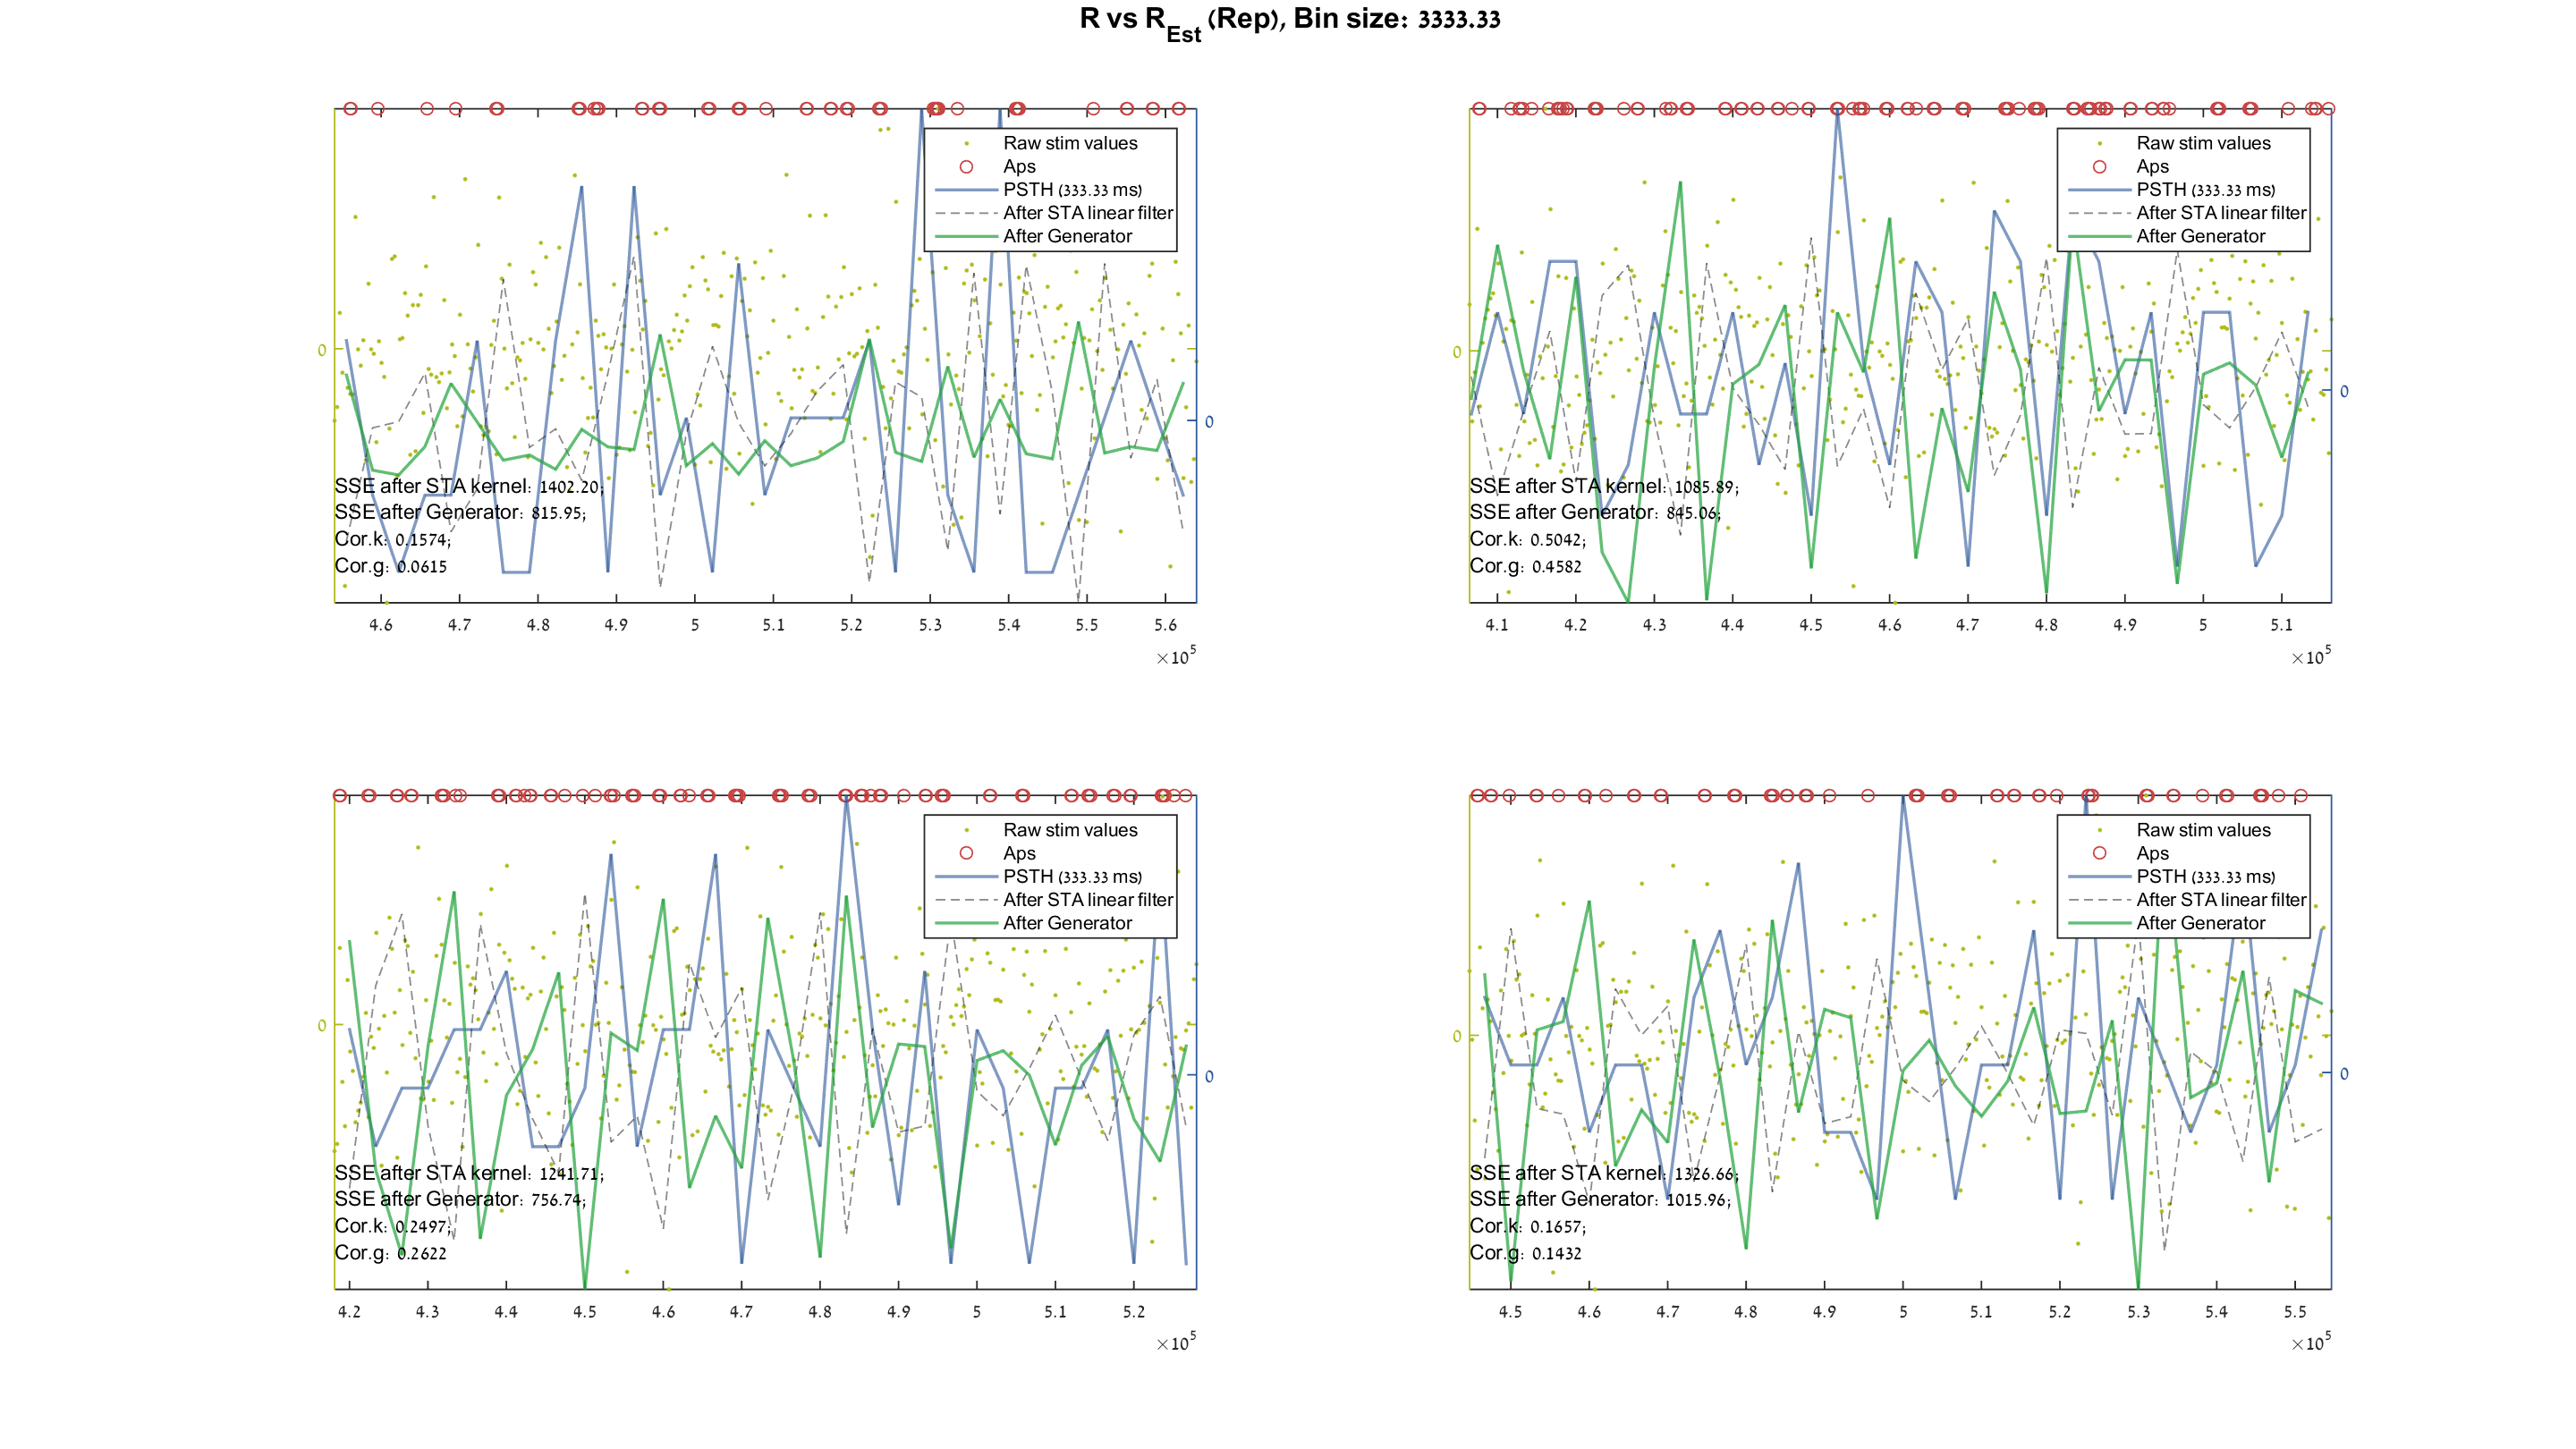 R vs R_Est (Rep), Bin size: 3333.33
Raw stim values
Aps
PSTH (333.33 ms)
After STA linear filter
After Generator
0
0
SSE after STA kernel: 1402.20;
SSE after Generator: 815.95;
Cor.k: 0.1574;
Cor.g: 0.0615
4.6 4.7 4.8 4.9 5 5.1 5.2 5.3 5.4 5.5 5.6
×10^5
Raw stim values
Aps
PSTH (333.33 ms)
After STA linear filter
After Generator
0
0
SSE after STA kernel: 1085.89;
SSE after Generator: 845.06;
Cor.k: 0.5042;
Cor.g: 0.4582
4.1 4.2 4.3 4.4 4.5 4.6 4.7 4.8 4.9 5 5.1
×10^5
Raw stim values
Aps
PSTH (333.33 ms)
After STA linear filter
After Generator
0
0
SSE after STA kernel: 1241.71;
SSE after Generator: 756.74;
Cor.k: 0.2497;
Cor.g: 0.2622
4.2 4.3 4.4 4.5 4.6 4.7 4.8 4.9 5 5.1 5.2
×10^5
Raw stim values
Aps
PSTH (333.33 ms)
After STA linear filter
After Generator
0
0
SSE after STA kernel: 1326.66;
SSE after Generator: 1015.96;
Cor.k: 0.1657;
Cor.g: 0.1432
4.5 4.6 4.7 4.8 4.9 5 5.1 5.2 5.3 5.4 5.5
×10^5